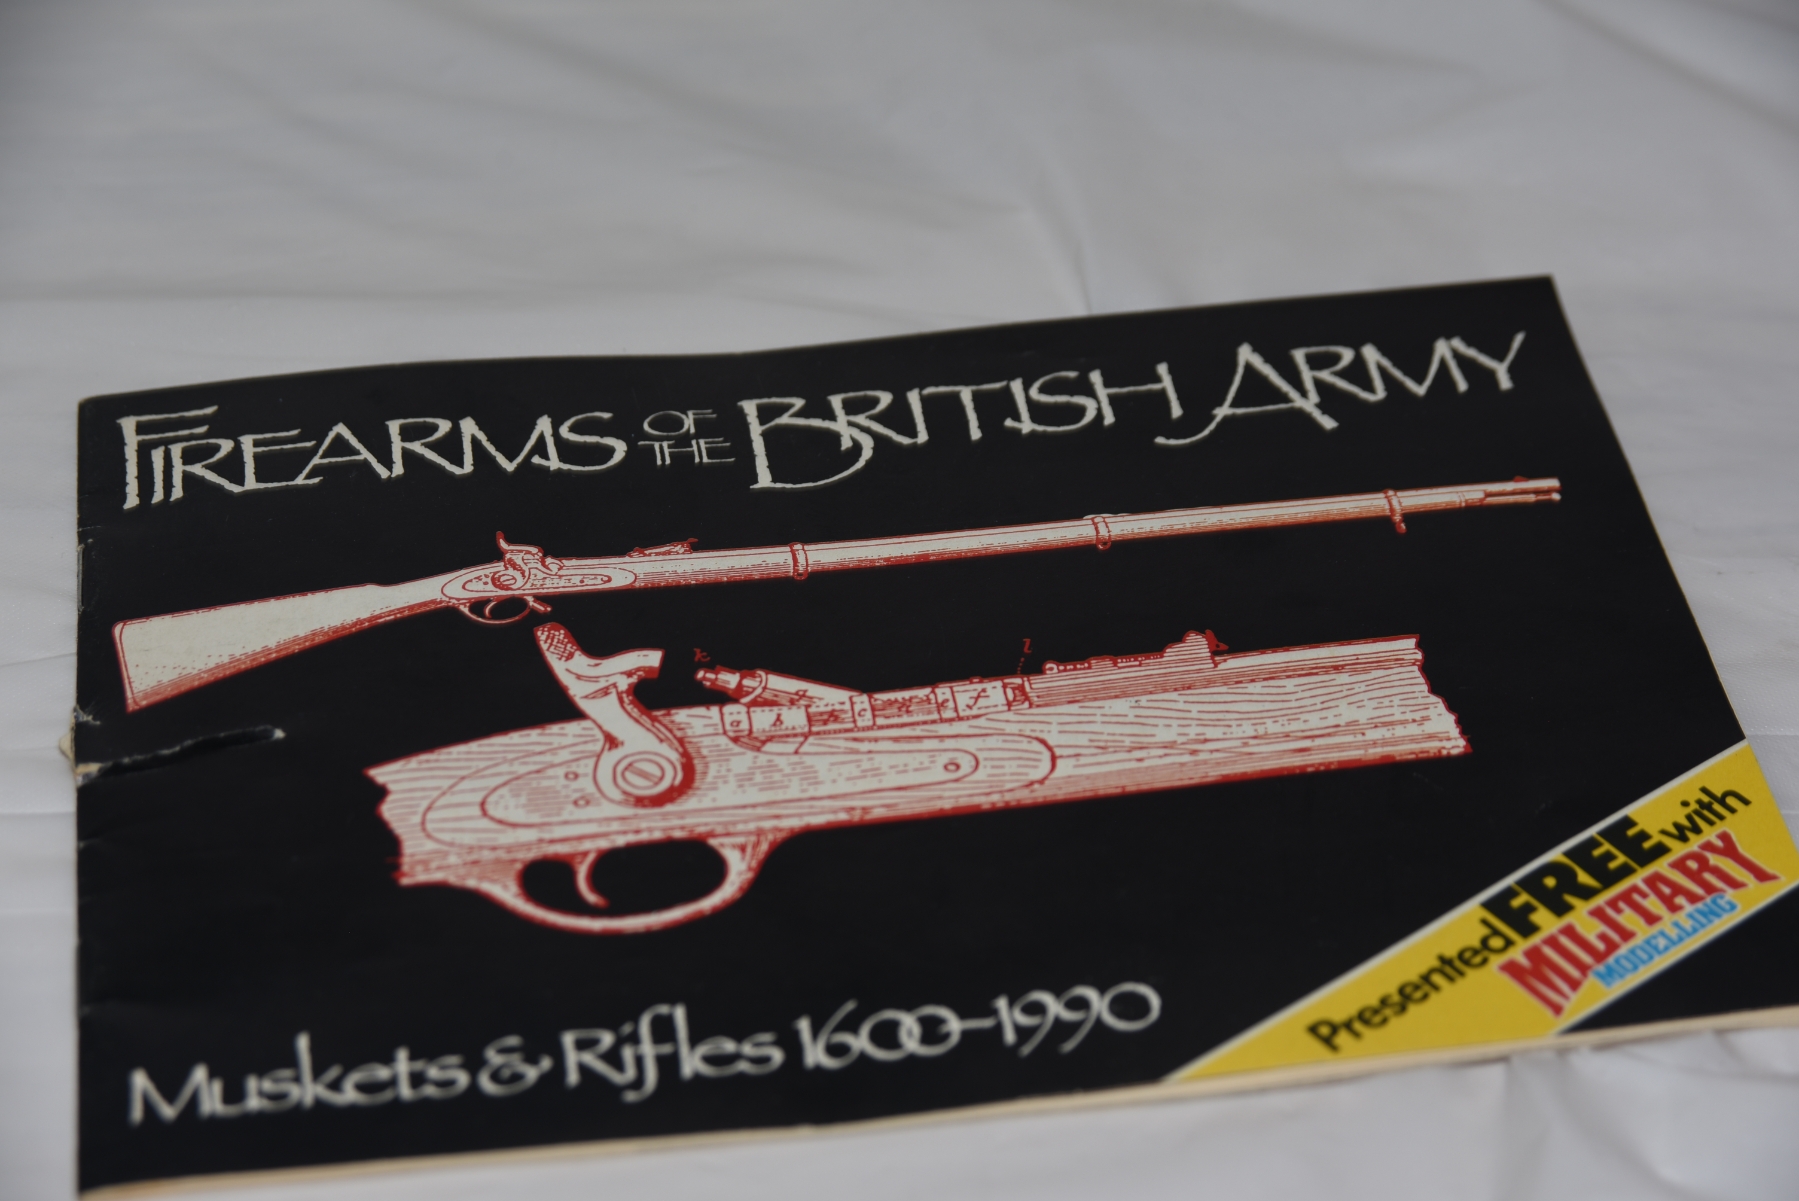 FIREARMS OF THE BRITISH ARMY
k
l
a b c e f
Muskets & Rifles 1600-1990
Presented FREE with
MILITARY
MODELLING